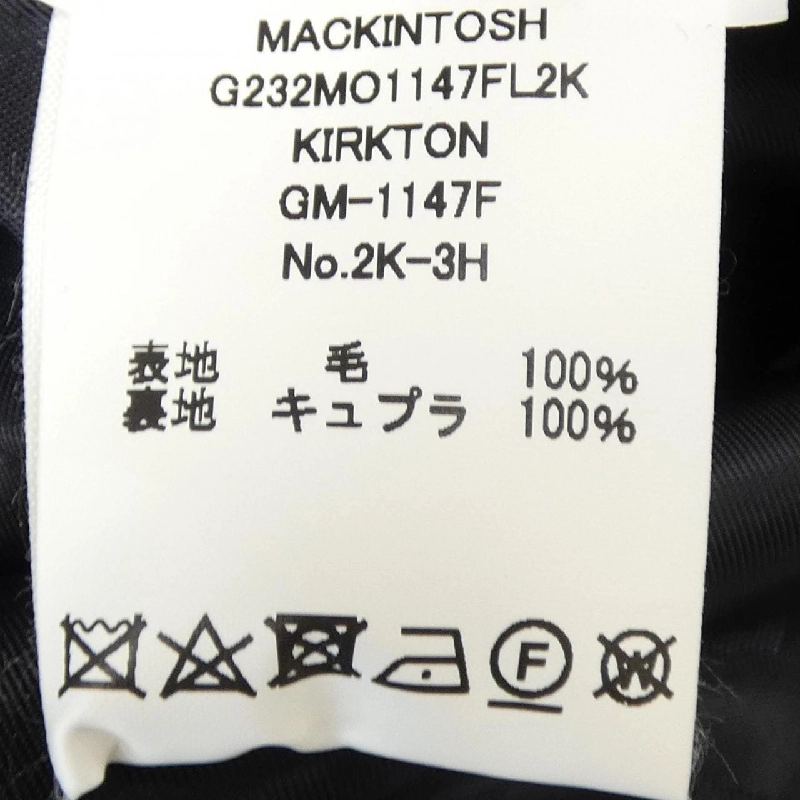 MACKINTOSH
G232MO1147FL2K
KIRKTON
GM-1147F
No.2K-3H
表地 毛 100%
裏地 キュプラ 100%
F W